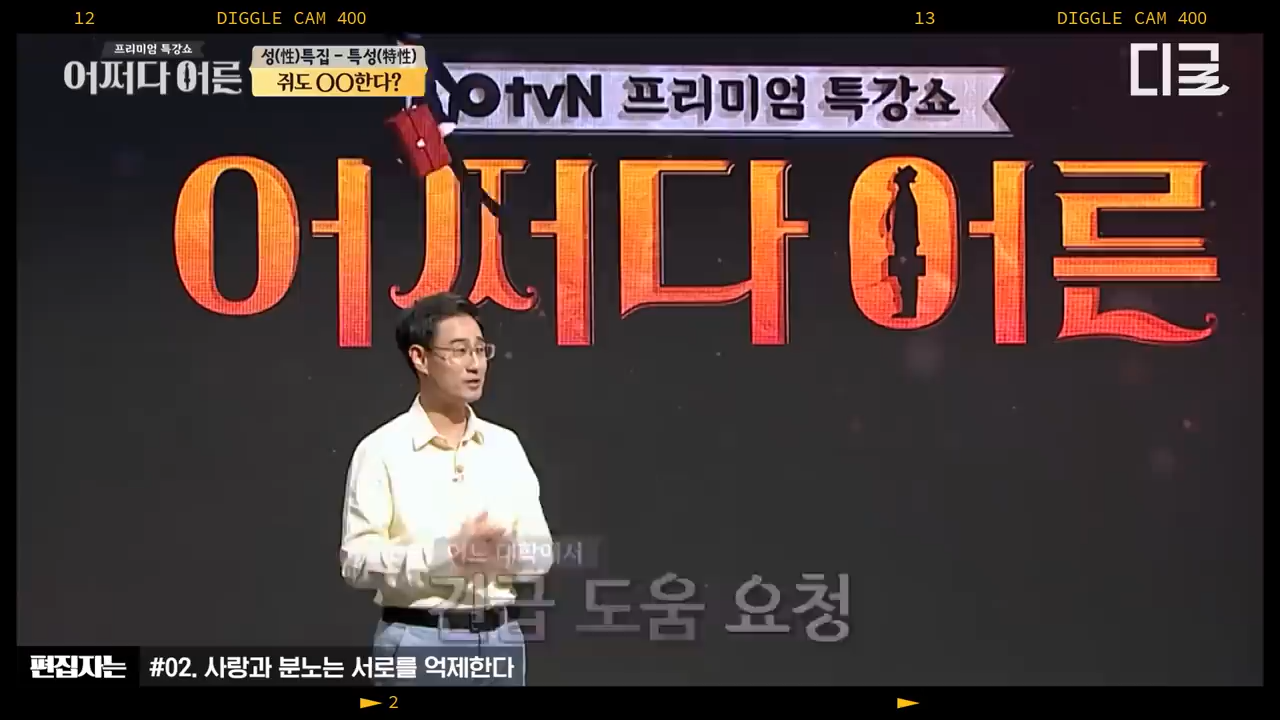 12
DIGGLE CAM 400
13
DIGGLE CAM 400
프리미엄 특강쇼
어쩌다 어른
성(性)특집 - 특성(特性)
쥐도 OO한다?
디글
OtvN 프리미엄 특강쇼
어쩌다 어른
어느 대학에서
긴급 도움 요청
편집자는
#02. 사랑과 분노는 서로를 억제한다
2